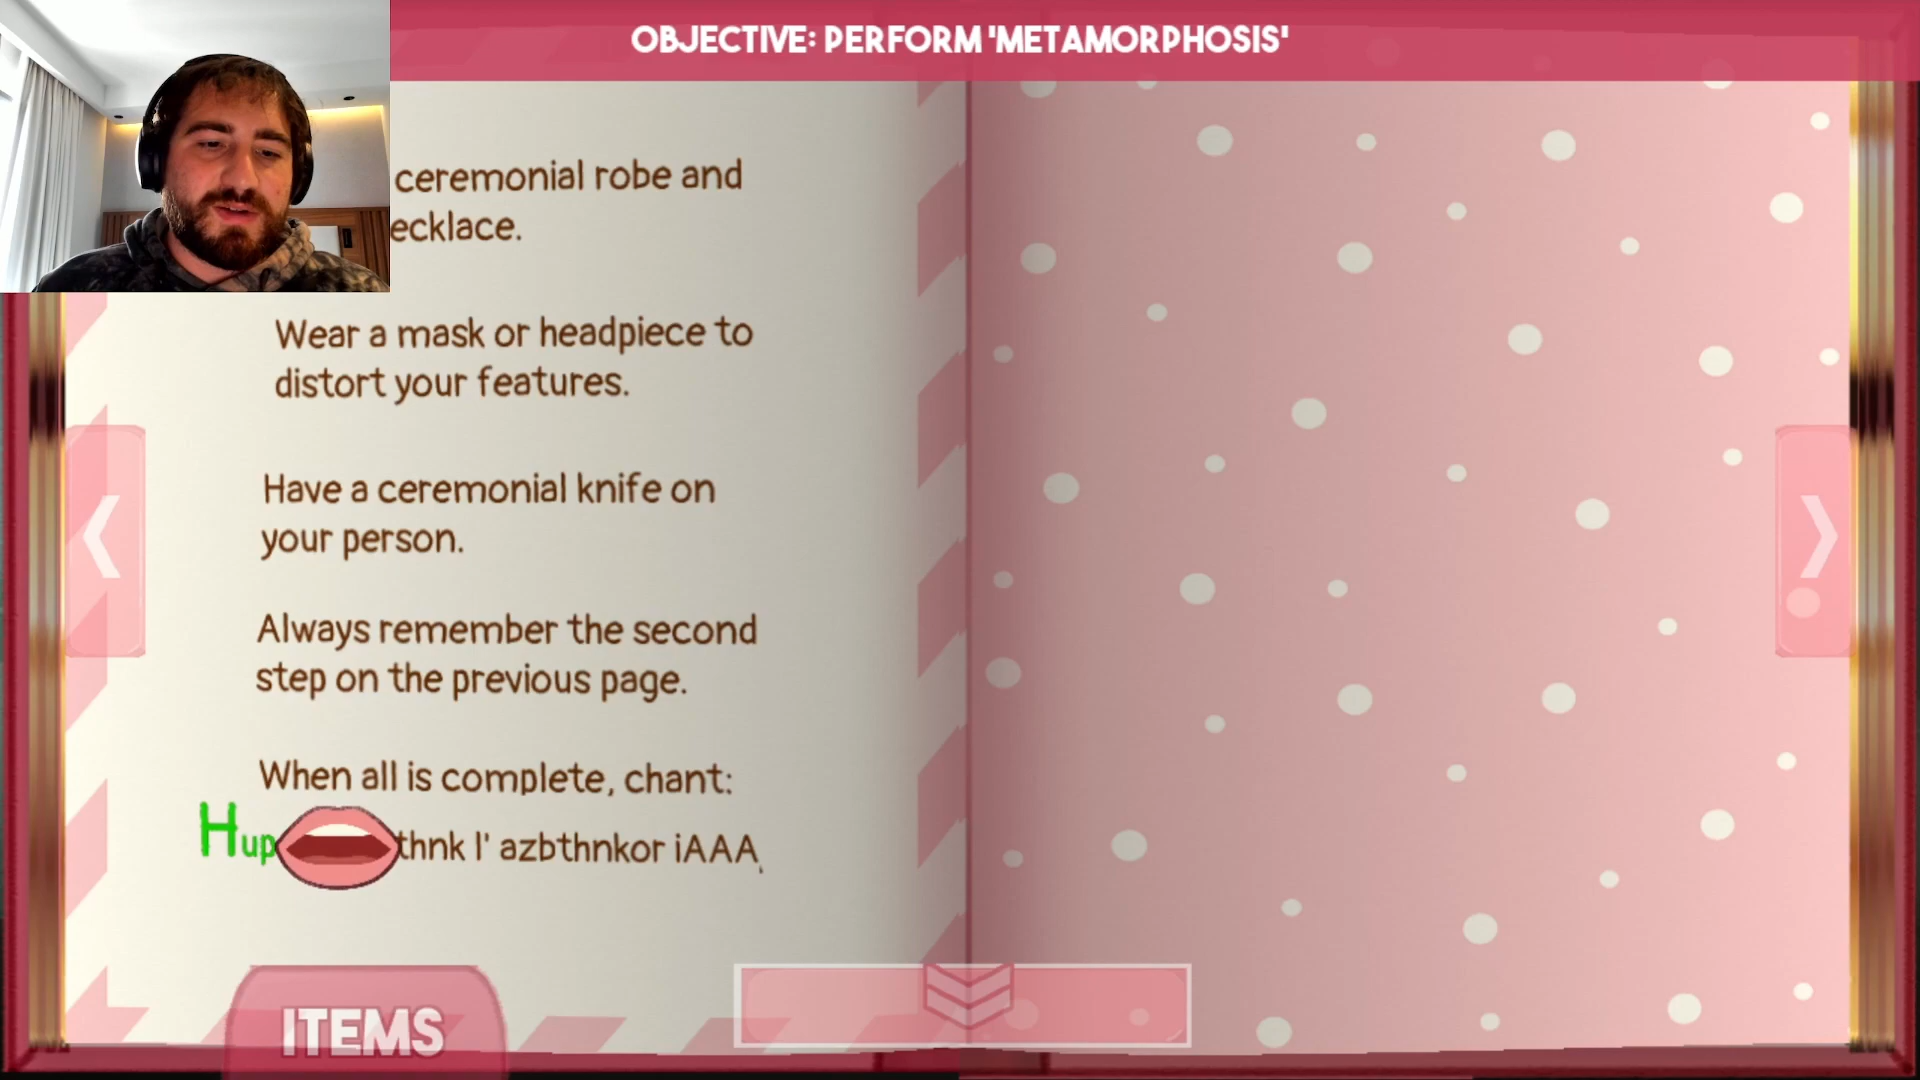 OBJECTIVE: PERFORM 'METAMORPHOSIS'
ceremonial robe and
ecklace.
Wear a mask or headpiece to
distort your features.
Have a ceremonial knife on
your person.
Always remember the second
step on the previous page.
When all is complete, chant:
Hup thnk l' azbthnkor iAAA,
ITEMS